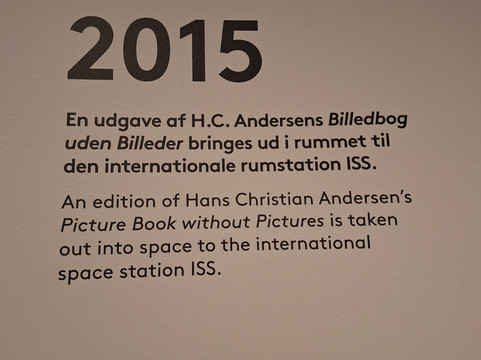 2015
En udgave af H.C. Andersens Billedbog
uden Billeder bringes ud i rummet til
den internationale rumstation ISS.
An edition of Hans Christian Andersen's
Picture Book without Pictures is taken
out into space to the international
space station ISS.